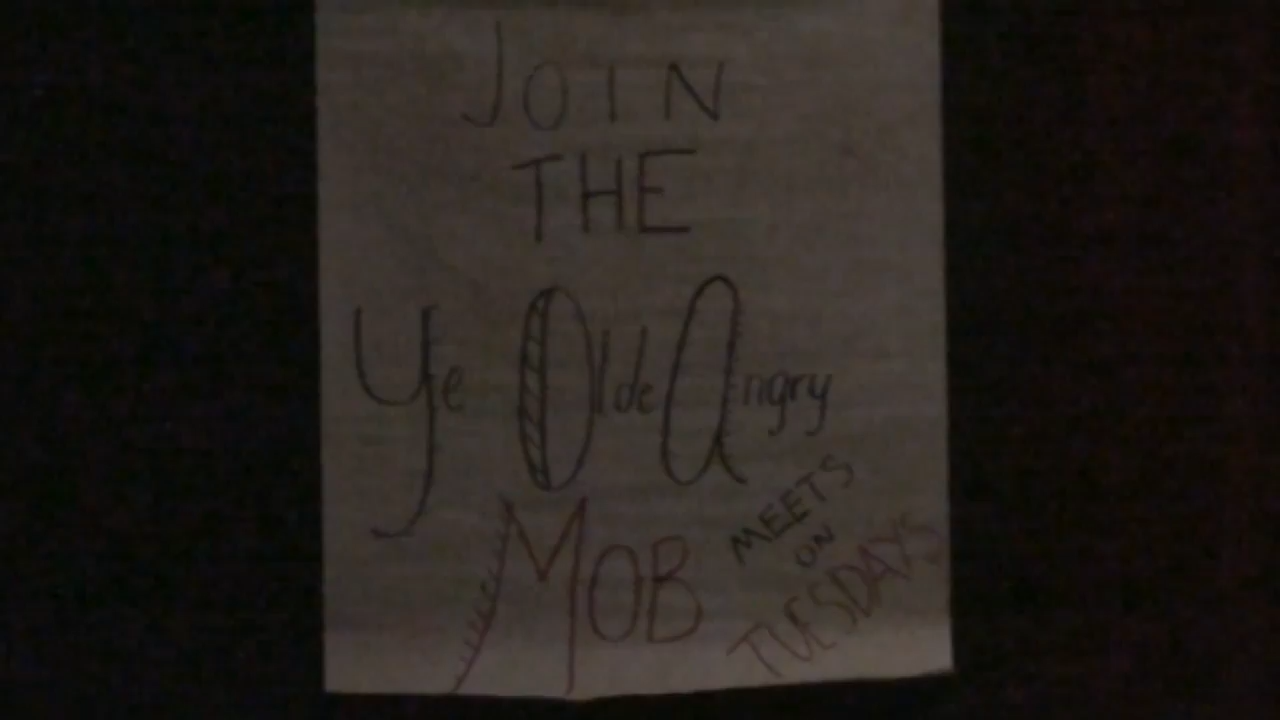 JOIN
THE
Ye Olde Angry
MOB
MEETS
ON
TUESDAYS